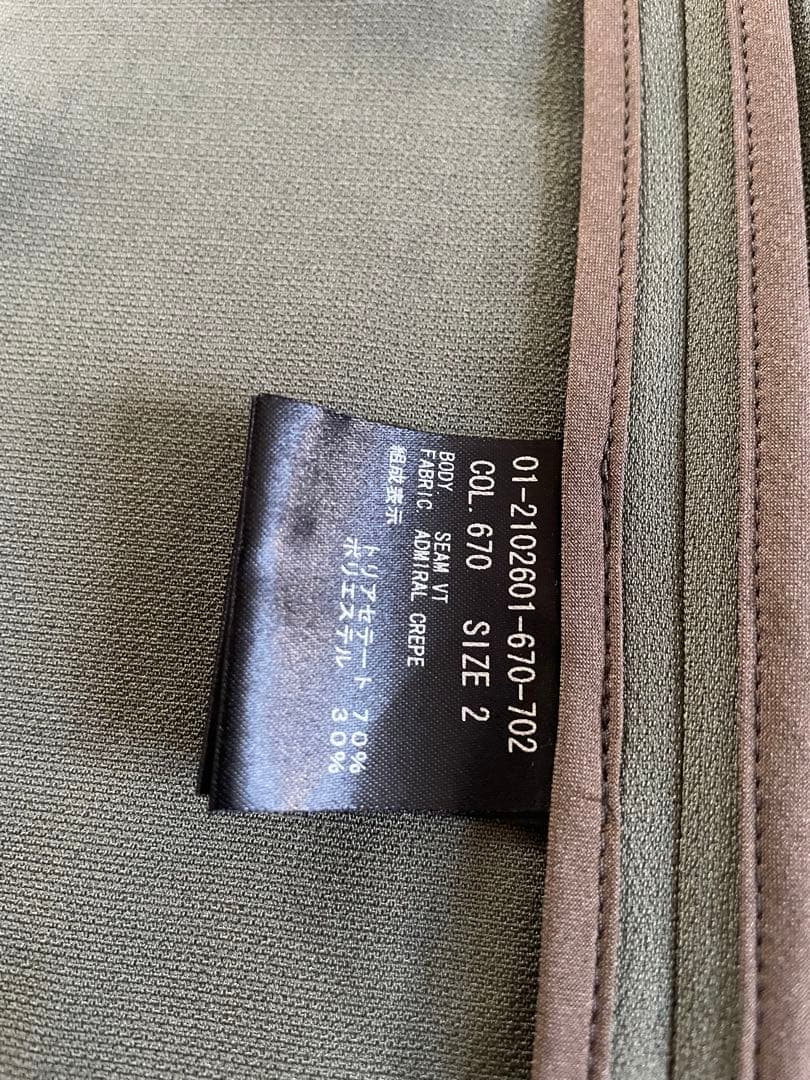 01-2102601-670-702
COL. 670 SIZE 2
BODY. SEAM VT
FABRIC ADMIRAL CREPE
組成表示
トリアセテート 70%
ポリエステル 30%